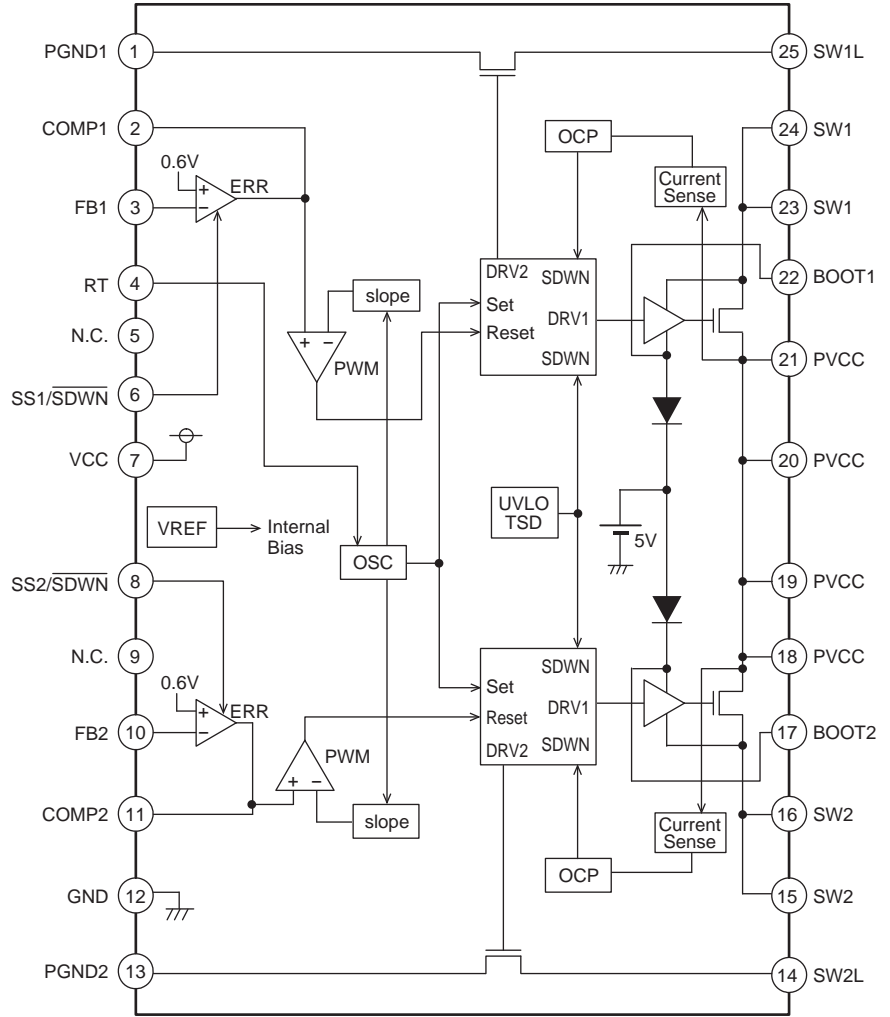 PGND1 1
25 SW1L
COMP1 2
OCP
24 SW1
0.6V
+
−
ERR
Current
Sense
FB1 3
23 SW1
RT 4
DRV2
SDWN
22 BOOT1
slope
Set
DRV1
N.C. 5
+ −
PWM
Reset
SDWN
21 PVCC
SS1/SDWN 6
VCC 7
20 PVCC
VREF
Internal
Bias
UVLO
TSD
5V
OSC
SS2/SDWN 8
19 PVCC
N.C. 9
SDWN
18 PVCC
0.6V
+
−
ERR
Set
DRV1
FB2 10
Reset
17 BOOT2
PWM
+ −
DRV2
SDWN
COMP2 11
slope
Current
Sense
16 SW2
OCP
GND 12
15 SW2
PGND2 13
14 SW2L